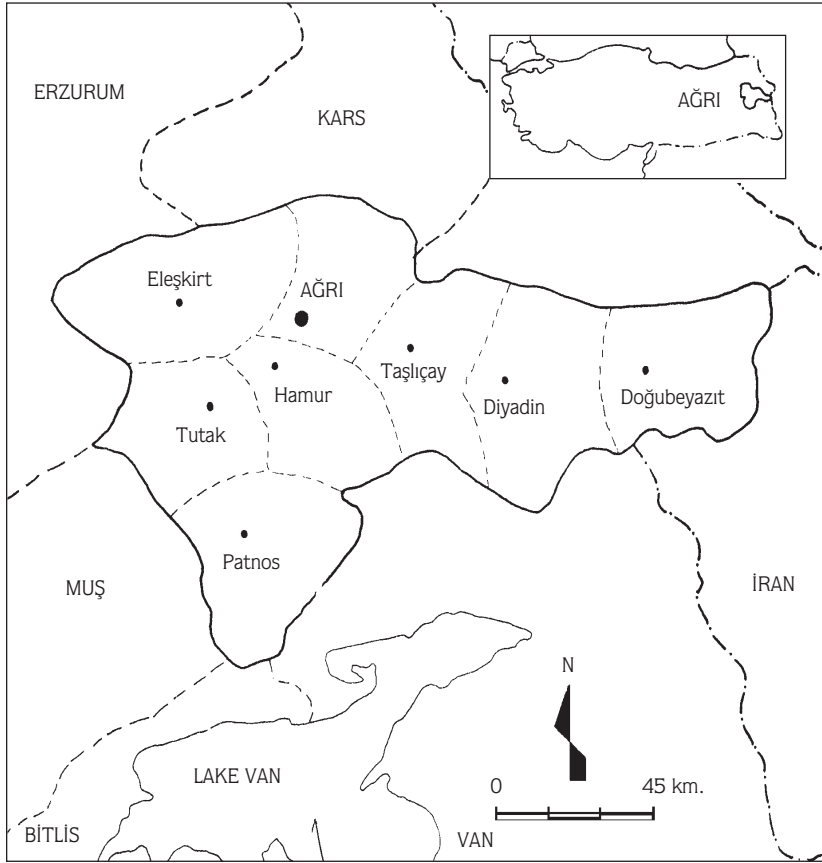 ERZURUM
KARS
AĞRI
Eleşkirt
AĞRI
Hamur
Taşlıçay
Diyadin
Doğubeyazıt
Tutak
Patnos
MUŞ
İRAN
N
LAKE VAN
0 45 km.
BİTLİS
VAN